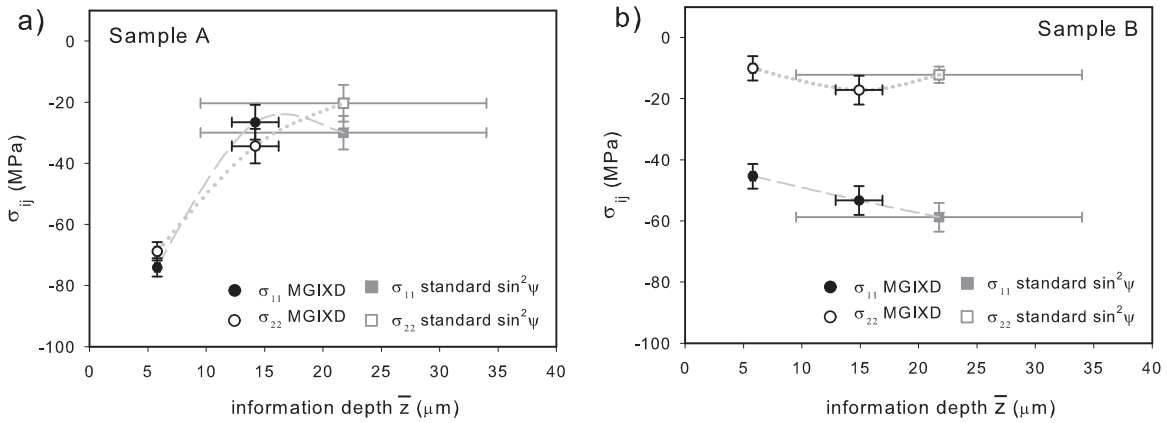 a)
Sample A
0
-20
-40
-60
-80
-100
σij (MPa)
σ11 MGIXD
σ22 MGIXD
σ11 standard sin²ψ
σ22 standard sin²ψ
0 5 10 15 20 25 30 35 40
information depth z̅ (μm)
b)
Sample B
0
-20
-40
-60
-80
-100
σij (MPa)
σ11 MGIXD
σ22 MGIXD
σ11 standard sin²ψ
σ22 standard sin²ψ
0 5 10 15 20 25 30 35 40
information depth z̅ (μm)